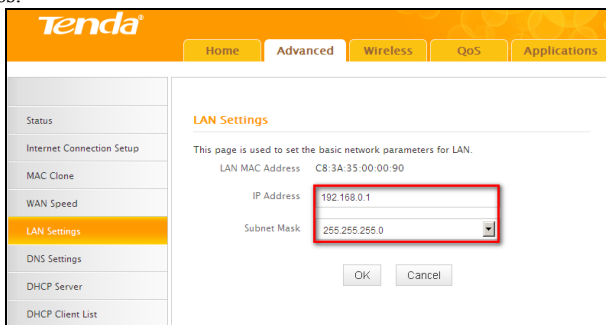 es.
Tenda
Home Advanced Wireless QoS Applications
Status
Internet Connection Setup
MAC Clone
WAN Speed
LAN Settings
DNS Settings
DHCP Server
DHCP Client List
LAN Settings
This page is used to set the basic network parameters for LAN.
LAN MAC Address C8:3A:35:00:00:90
IP Address 192.168.0.1
Subnet Mask 255.255.255.0
OK Cancel